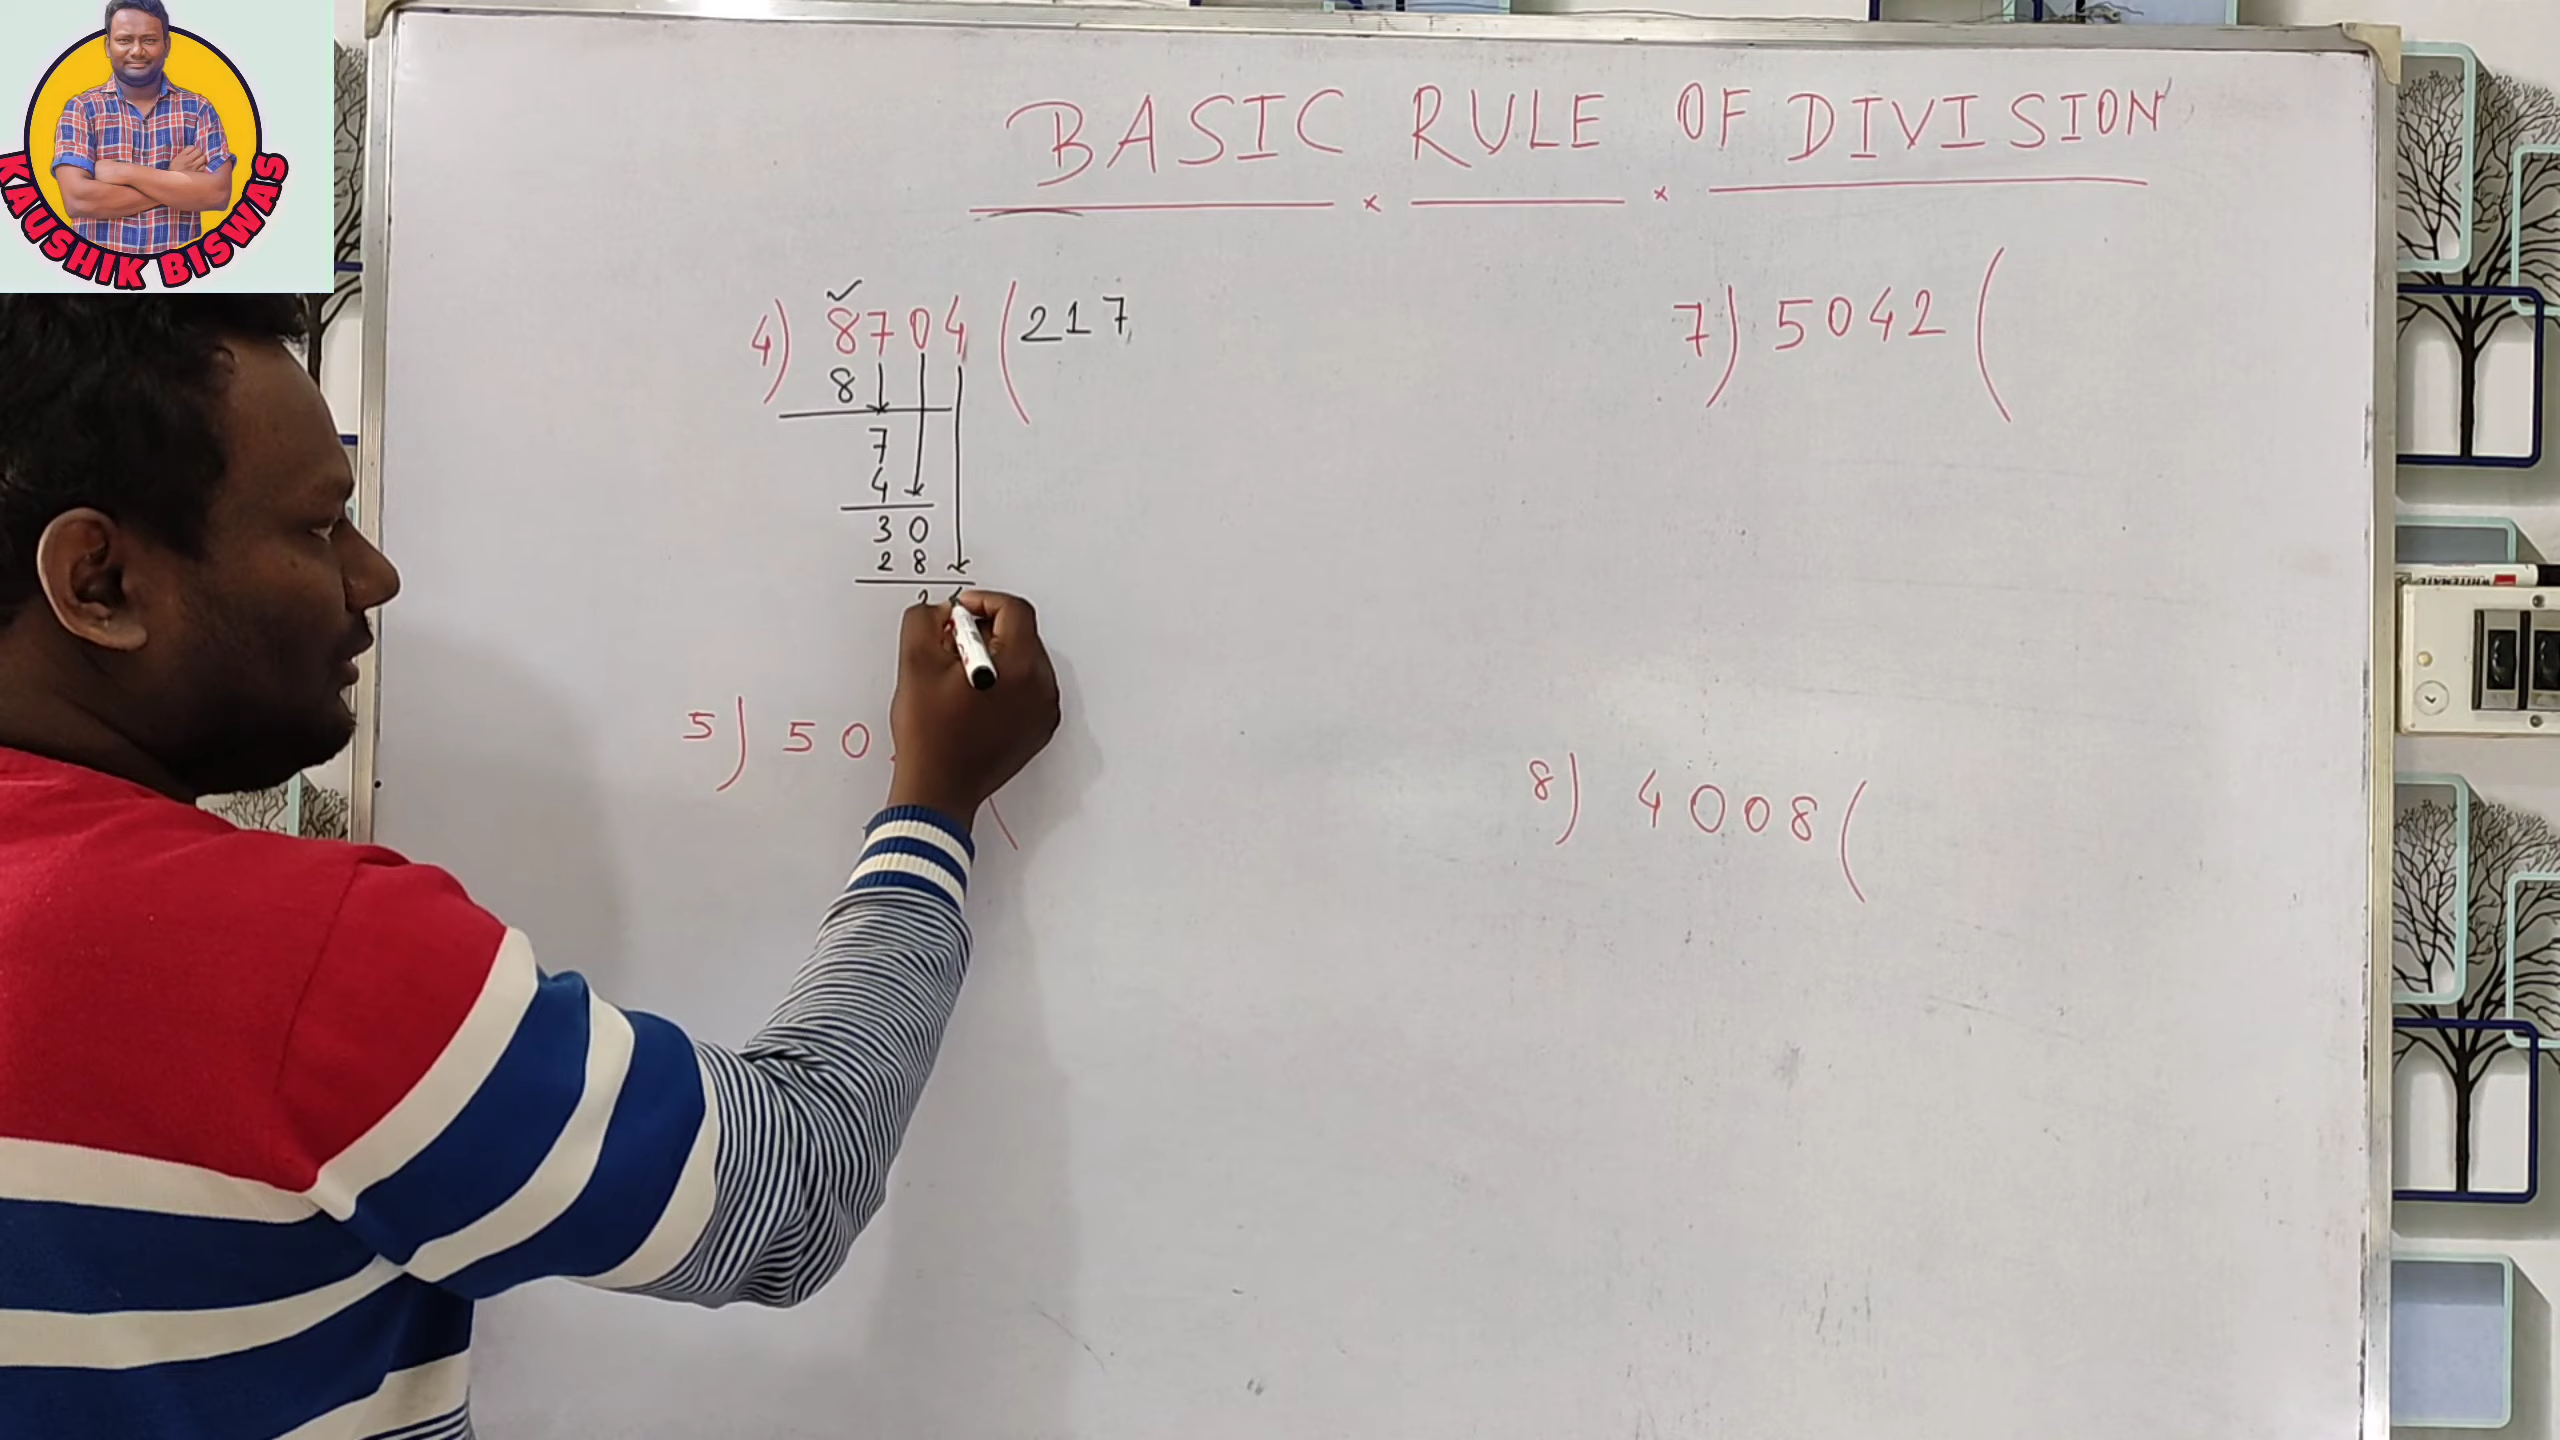 KAUSHIK BISWAS
BASIC RULE OF DIVISION
× ×
4) 8704 ( 217
8
7
4
30
28
2
7) 5042 (
5) 50 (
8) 4008 (